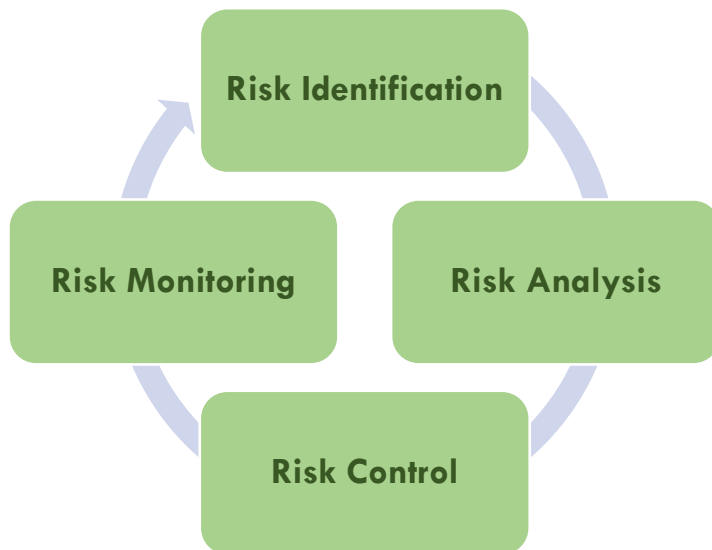 Risk Identification
Risk Analysis
Risk Control
Risk Monitoring